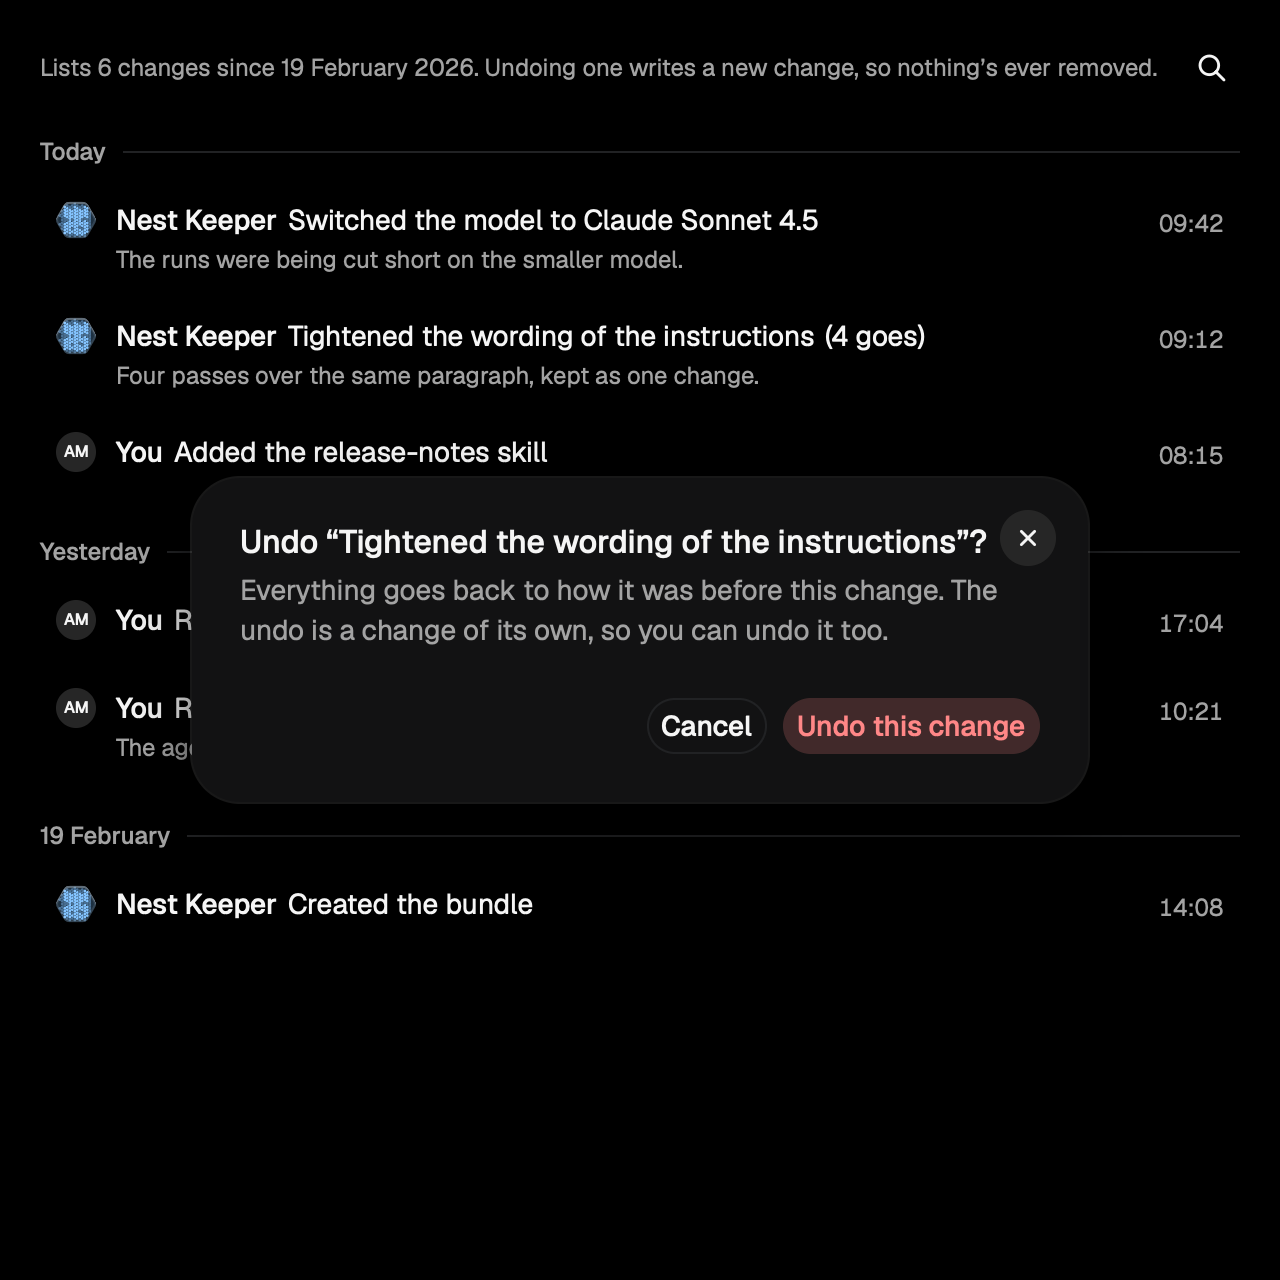 Lists 6 changes since 19 February 2026. Undoing one writes a new change, so nothing’s ever removed.
Today
Nest Keeper Switched the model to Claude Sonnet 4.5
09:42
The runs were being cut short on the smaller model.
Nest Keeper Tightened the wording of the instructions (4 goes)
09:12
Four passes over the same paragraph, kept as one change.
AM You Added the release-notes skill
08:15
Yesterday
Undo “Tightened the wording of the instructions”?
Everything goes back to how it was before this change. The
undo is a change of its own, so you can undo it too.
Cancel
Undo this change
AM You R
17:04
AM You R
10:21
The
19 February
Nest Keeper Created the bundle
14:08